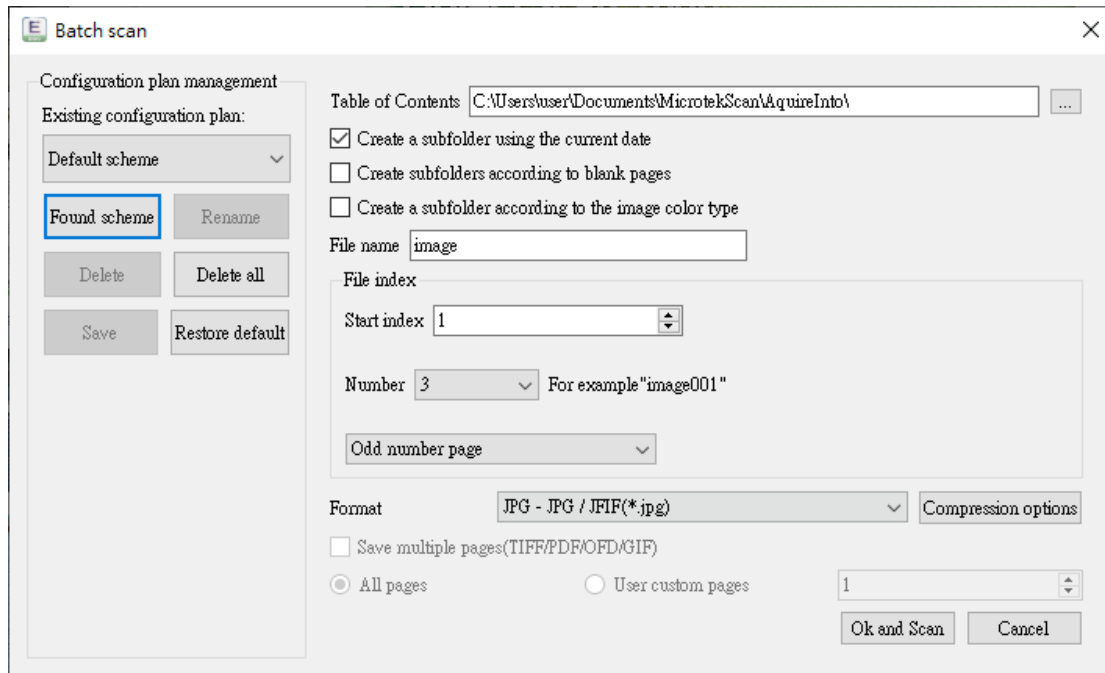 Batch scan
Configuration plan management
Existing configuration plan:
Default scheme
Found scheme
Rename
Delete
Delete all
Save
Restore default
Table of Contents C:\Users\user\Documents\MicrotekScan\AquireInto\ ...
Create a subfolder using the current date
Create subfolders according to blank pages
Create a subfolder according to the image color type
File name image
File index
Start index 1
Number 3 For example"image001"
Odd number page
Format JPG - JPG / JFIF(*.jpg) Compression options
Save multiple pages(TIFF/PDF/OFD/GIF)
All pages User custom pages 1
Ok and Scan Cancel